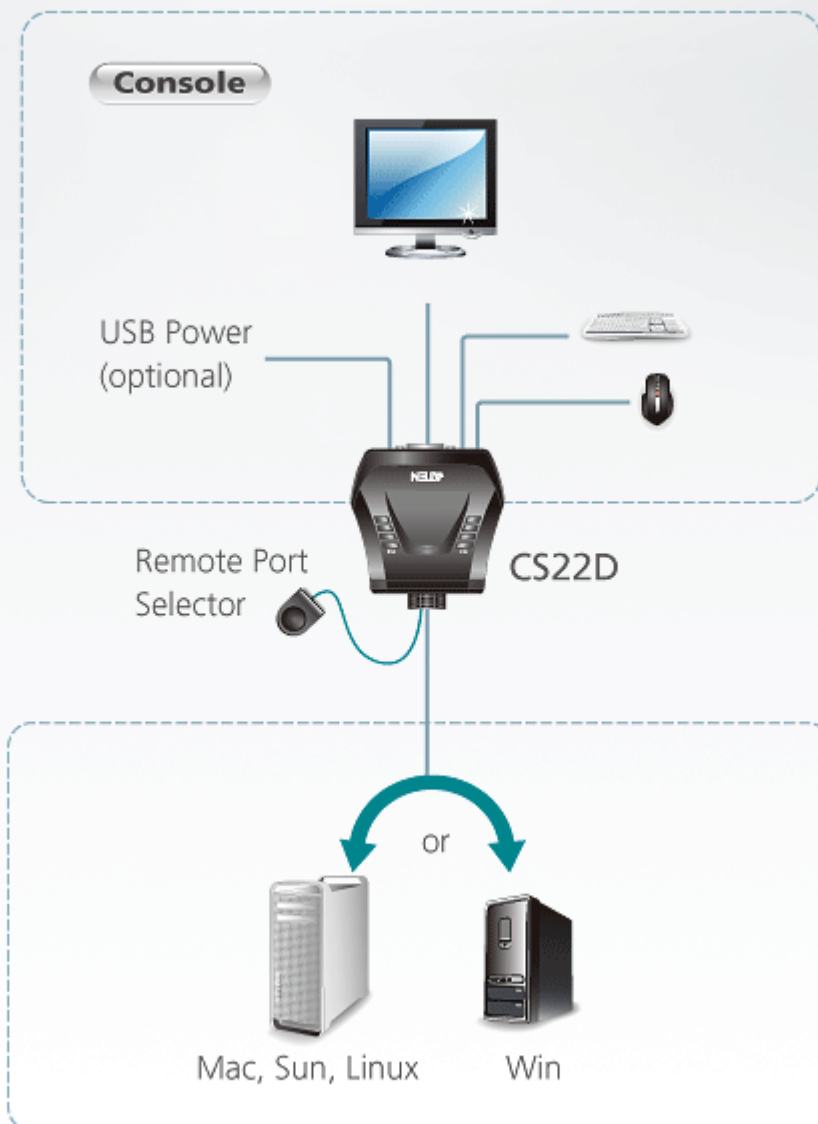 Console
USB Power
(optional)
Remote Port
Selector
CS22D
or
Mac, Sun, Linux
Win